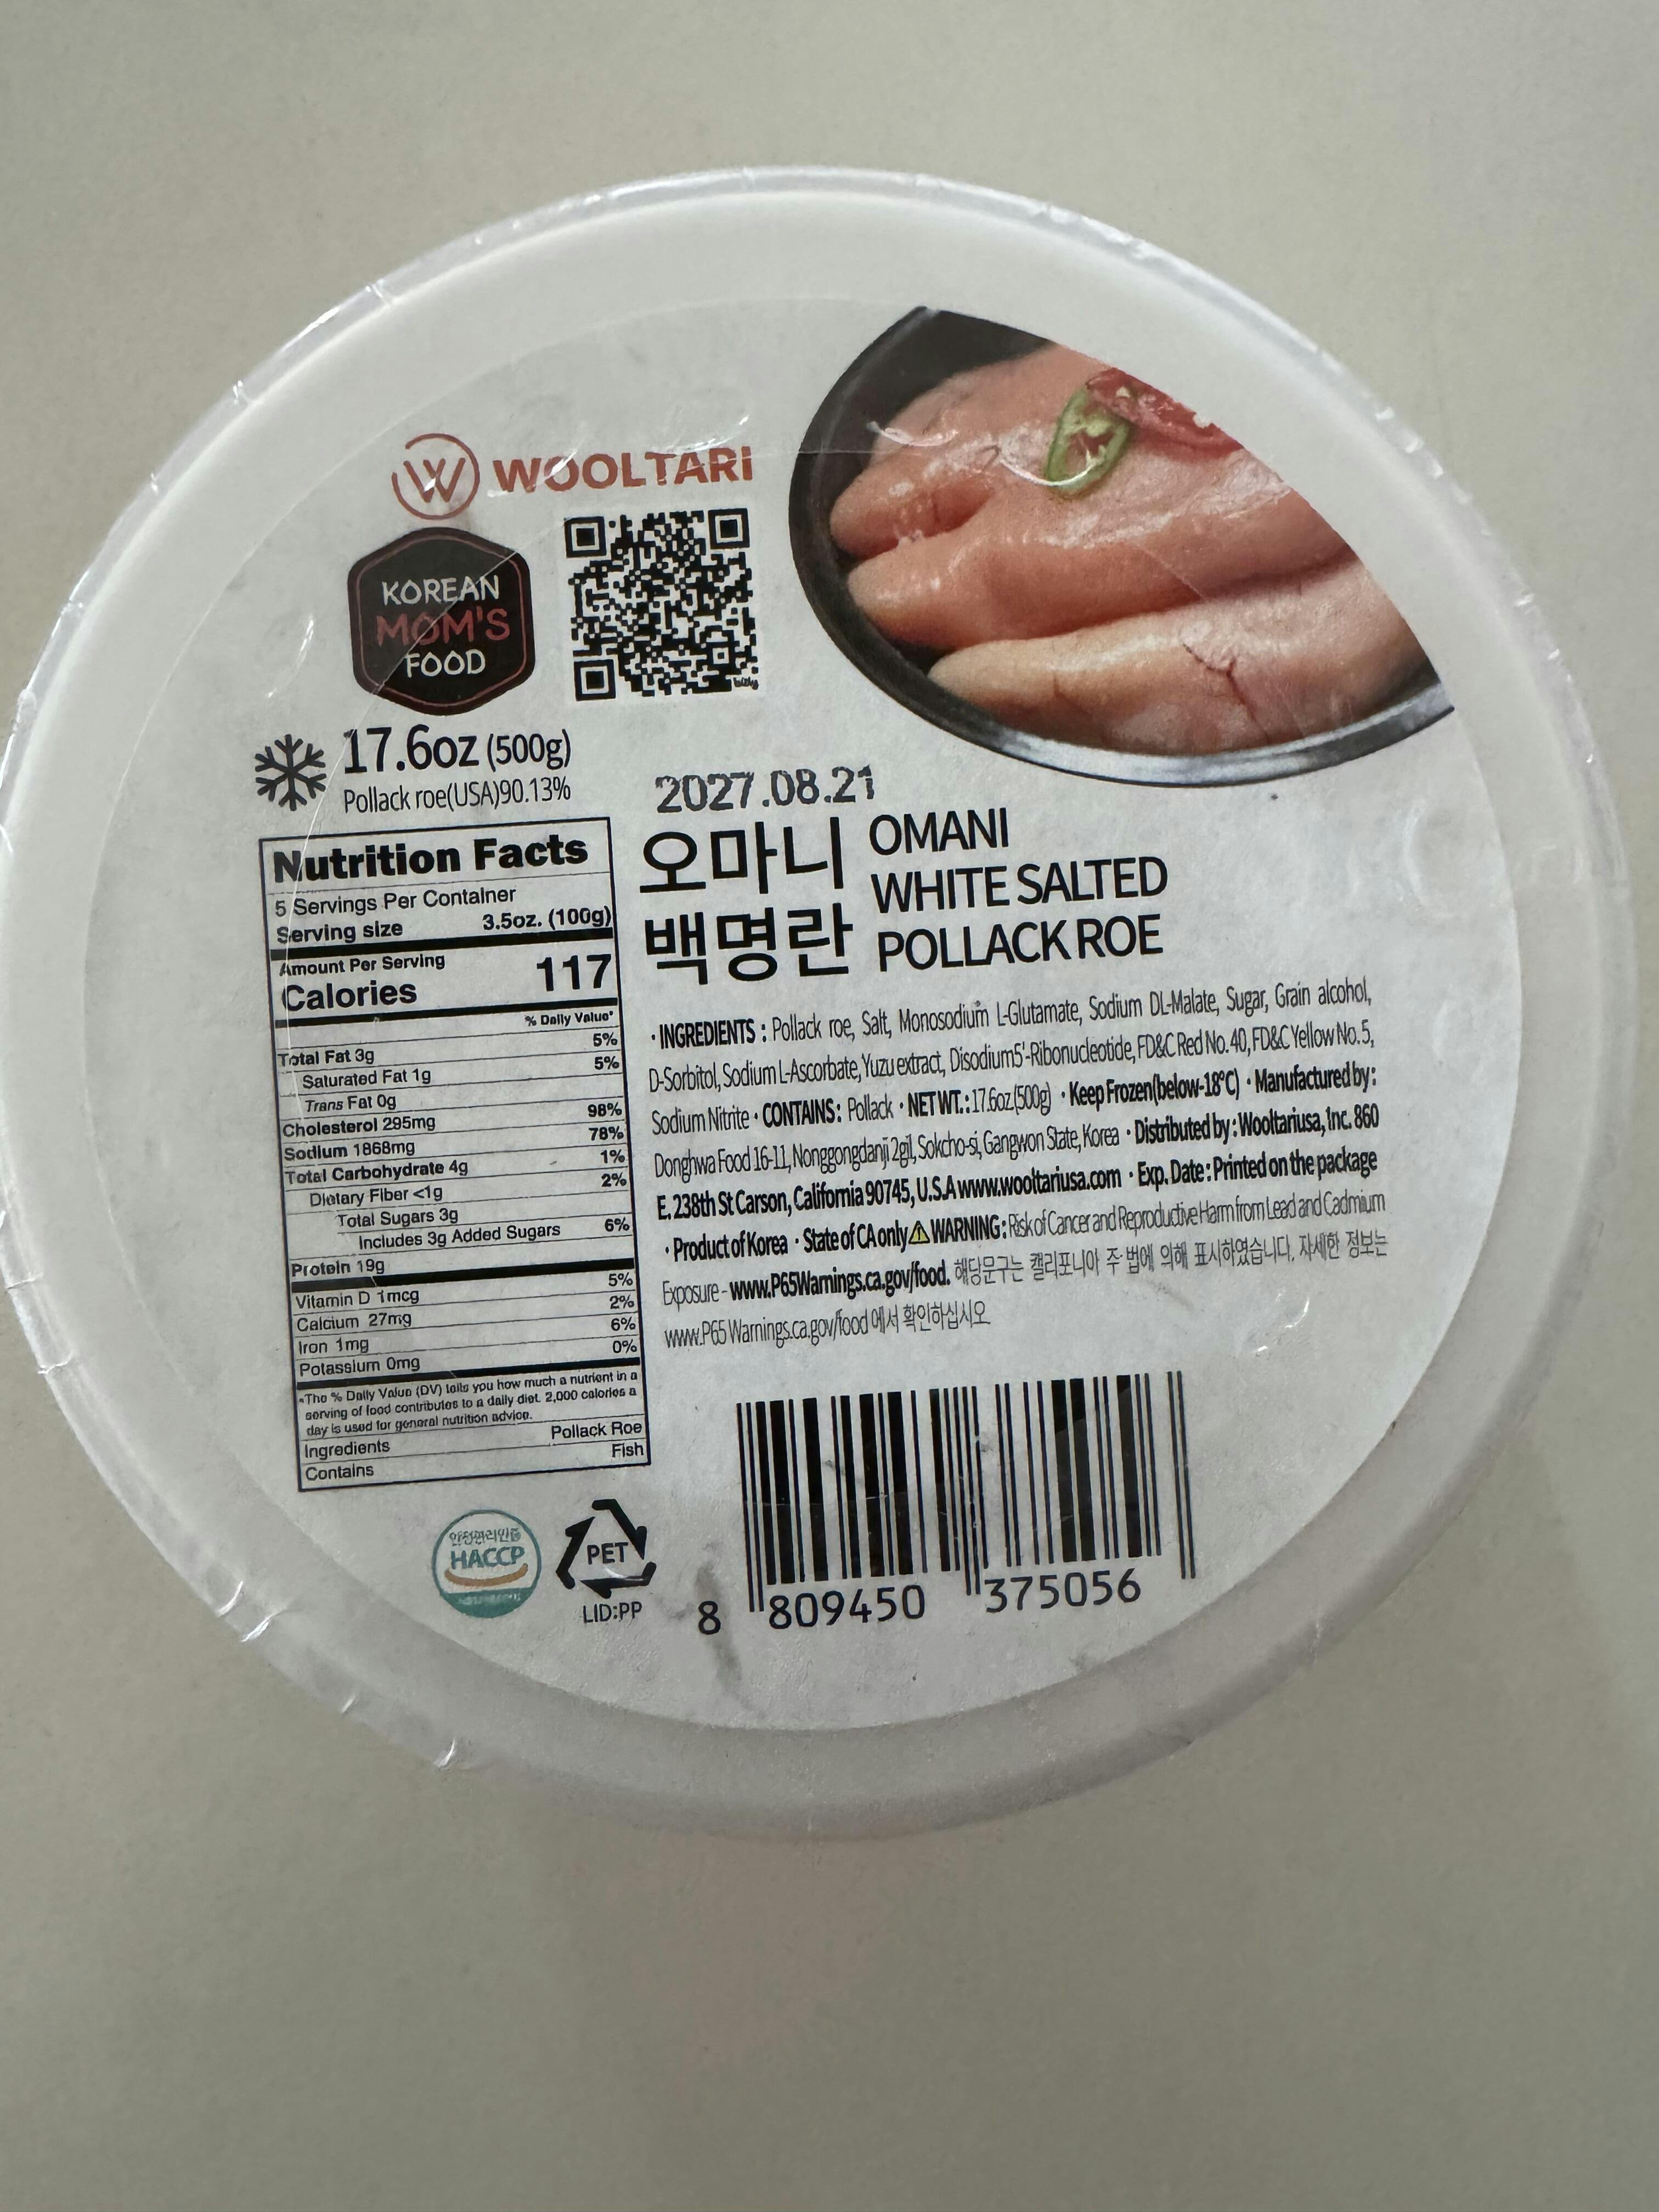 W WOOLTARI
KOREAN
MOM'S
FOOD
17.6oz (500g)
Pollack roe(USA)90.13%
2027.08.21
오마니
백명란
OMANI
WHITE SALTED
POLLACK ROE
Nutrition Facts
5 Servings Per Container
Serving size 3.5oz. (100g)
Amount Per Serving
Calories 117
% Daily Value*
Total Fat 3g 5%
Saturated Fat 1g 5%
Trans Fat 0g
Cholesterol 295mg 98%
Sodium 1868mg 78%
Total Carbohydrate 4g 1%
Dietary Fiber <1g 2%
Total Sugars 3g
Includes 3g Added Sugars 6%
Protein 19g
Vitamin D 1mcg 5%
Calcium 27mg 2%
Iron 1mg 6%
Potassium 0mg 0%
*The % Daily Value (DV) tells you how much a nutrient in a
serving of food contributes to a daily diet. 2,000 calories a
day is used for general nutrition advice.
Ingredients Pollack Roe
Contains Fish
· INGREDIENTS : Pollack roe, Salt, Monosodium L-Glutamate, Sodium DL-Malate, Sugar, Grain alcohol,
D-Sorbitol, Sodium L-Ascorbate, Yuzu extract, Disodium5'-Ribonucleotide, FD&C Red No. 40, FD&C Yellow No. 5,
Sodium Nitrite · CONTAINS : Pollack · NET WT. : 17.6oz.(500g) · Keep Frozen(below-18°C) · Manufactured by :
Donghwa Food 16-11, Nonggongdanji 2gil, Sokcho-si, Gangwon State, Korea · Distributed by : Wooltariusa, Inc. 860
E. 238th St Carson, California 90745, U.S.A www.wooltariusa.com · Exp. Date : Printed on the package
· Product of Korea · State of CA only ⚠ WARNING : Risk of Cancer and Reproductive Harm from Lead and Cadmium
Exposure - www.P65Warnings.ca.gov/food. 해당문구는 캘리포니아 주 법에 의해 표시하였습니다. 자세한 정보는
www.P65 Warnings.ca.gov/food 에서 확인하십시오
안전관리인증
HACCP
PET
LID:PP
8 809450 375056